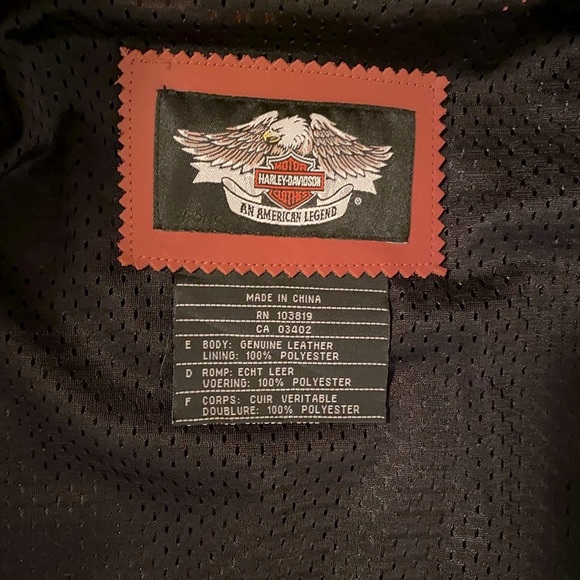 MOTOR
HARLEY-DAVIDSON
CLOTHES
AN AMERICAN LEGEND
®
MADE IN CHINA
RN 103819
CA 03402
E BODY: GENUINE LEATHER
LINING: 100% POLYESTER
D ROMP: ECHT LEER
VOERING: 100% POLYESTER
F CORPS: CUIR VERITABLE
DOUBLURE: 100% POLYESTER